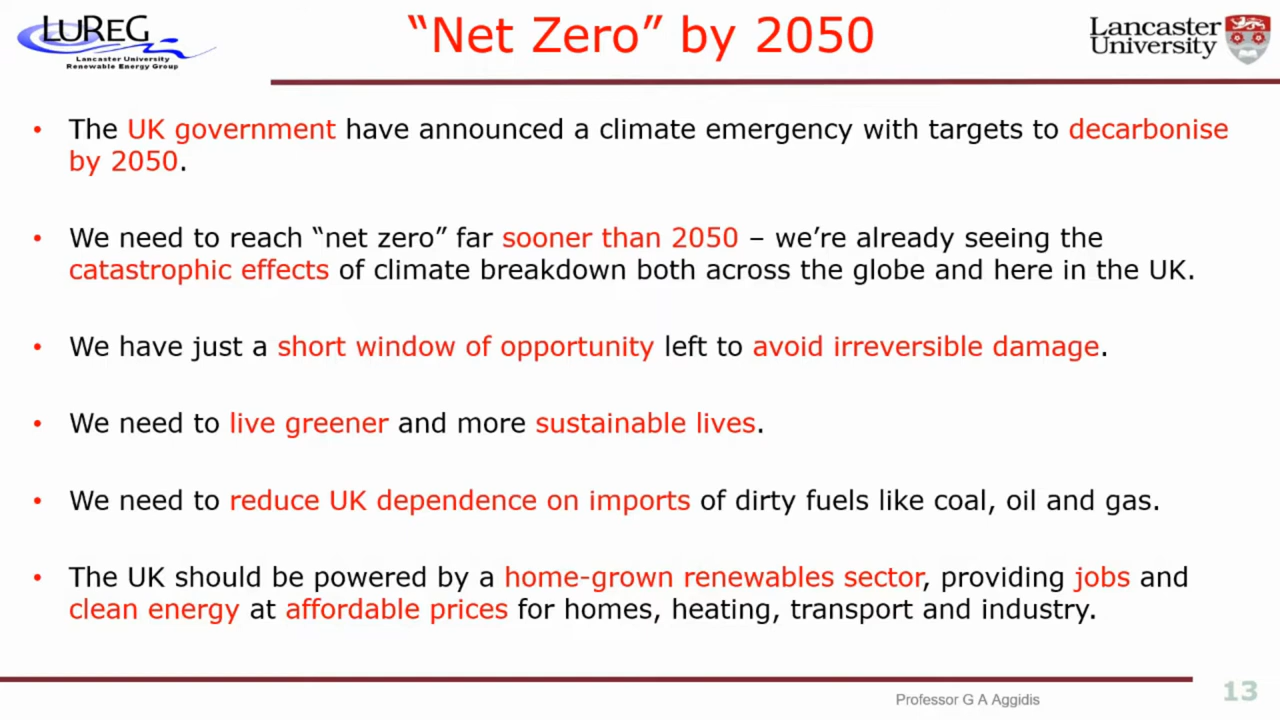 LUREG
Lancaster University
Renewable Energy Group
“Net Zero” by 2050
Lancaster
University
• The UK government have announced a climate emergency with targets to decarbonise
by 2050.
• We need to reach “net zero” far sooner than 2050 – we’re already seeing the
catastrophic effects of climate breakdown both across the globe and here in the UK.
• We have just a short window of opportunity left to avoid irreversible damage.
• We need to live greener and more sustainable lives.
• We need to reduce UK dependence on imports of dirty fuels like coal, oil and gas.
• The UK should be powered by a home-grown renewables sector, providing jobs and
clean energy at affordable prices for homes, heating, transport and industry.
Professor G A Aggidis
13